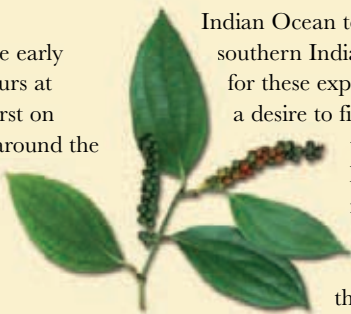 e early
urs at
rst on
around the
Indian Ocean to
southern India
for these exp
a desire to fi
th